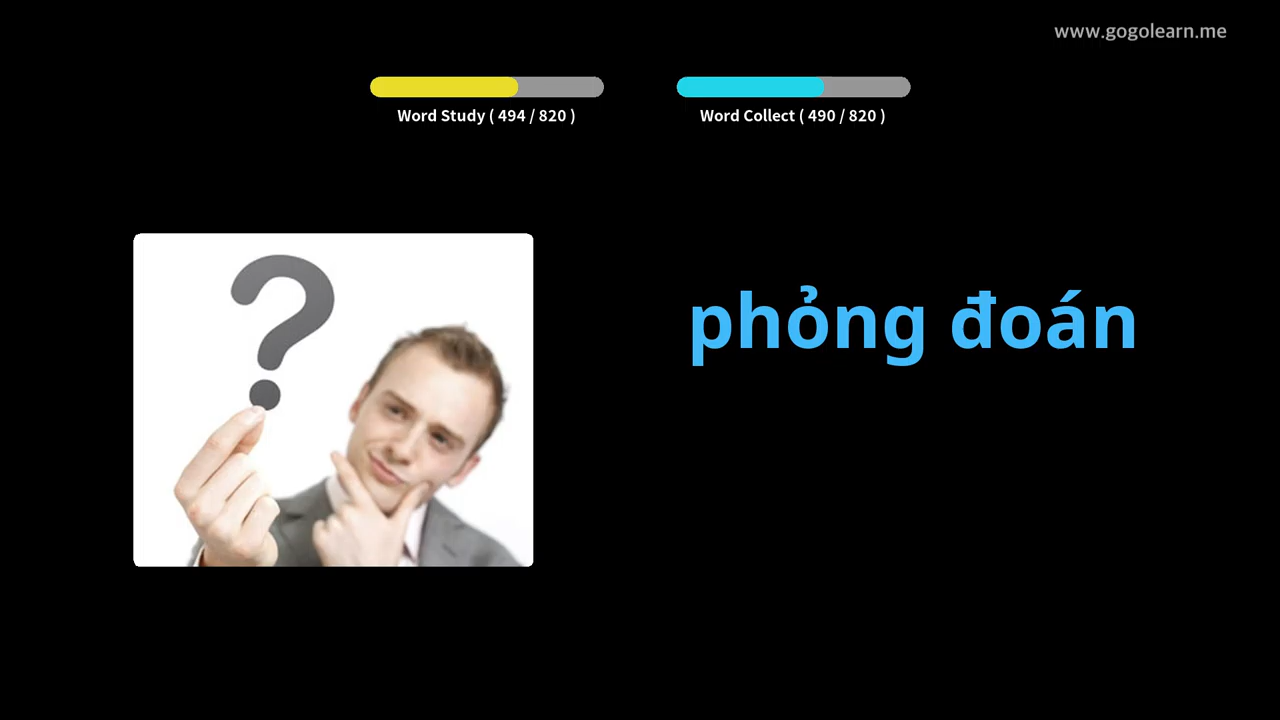 www.gogolearn.me
Word Study ( 494 / 820 )
Word Collect ( 490 / 820 )
?
phỏng đoán